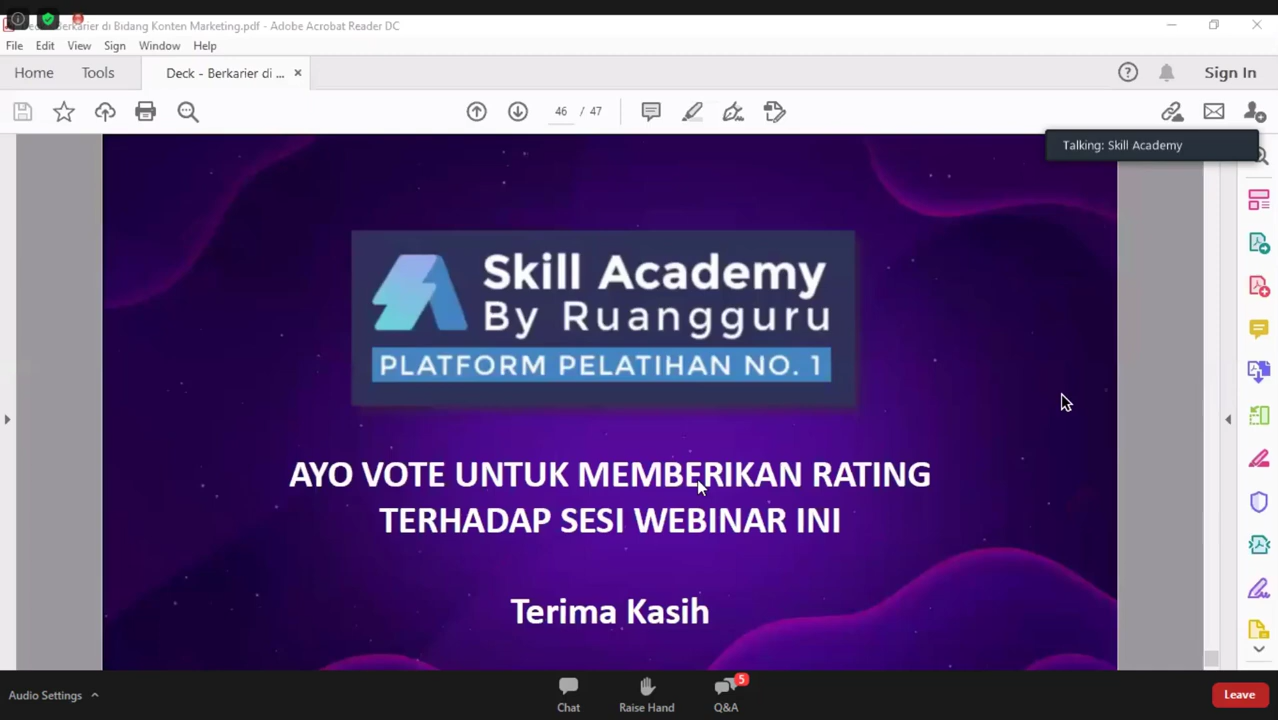 Berkarier di Bidang Konten Marketing.pdf - Adobe Acrobat Reader DC
File Edit View Sign Window Help
Home Tools Deck - Berkarier di ... Sign In
46 / 47
Talking: Skill Academy
Skill Academy
By Ruangguru
PLATFORM PELATIHAN NO. 1
AYO VOTE UNTUK MEMBERIKAN RATING
TERHADAP SESI WEBINAR INI
Terima Kasih
5
Audio Settings Chat Raise Hand Q&A Leave